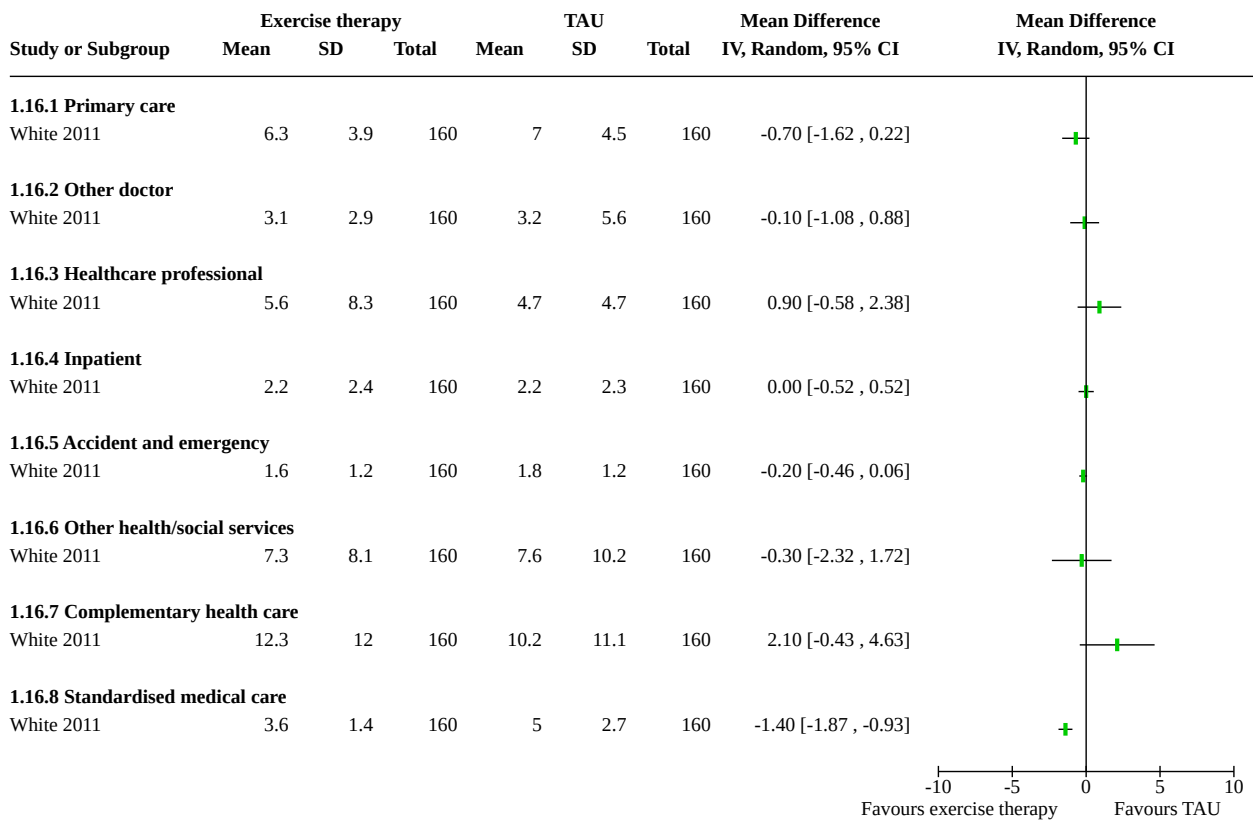 Exercise therapy TAU Mean Difference Mean Difference
Study or Subgroup Mean SD Total Mean SD Total IV, Random, 95% CI IV, Random, 95% CI
1.16.1 Primary care
White 2011 6.3 3.9 160 7 4.5 160 -0.70 [-1.62 , 0.22]
1.16.2 Other doctor
White 2011 3.1 2.9 160 3.2 5.6 160 -0.10 [-1.08 , 0.88]
1.16.3 Healthcare professional
White 2011 5.6 8.3 160 4.7 4.7 160 0.90 [-0.58 , 2.38]
1.16.4 Inpatient
White 2011 2.2 2.4 160 2.2 2.3 160 0.00 [-0.52 , 0.52]
1.16.5 Accident and emergency
White 2011 1.6 1.2 160 1.8 1.2 160 -0.20 [-0.46 , 0.06]
1.16.6 Other health/social services
White 2011 7.3 8.1 160 7.6 10.2 160 -0.30 [-2.32 , 1.72]
1.16.7 Complementary health care
White 2011 12.3 12 160 10.2 11.1 160 2.10 [-0.43 , 4.63]
1.16.8 Standardised medical care
White 2011 3.6 1.4 160 5 2.7 160 -1.40 [-1.87 , -0.93]
-10 -5 0 5 10
Favours exercise therapy Favours TAU